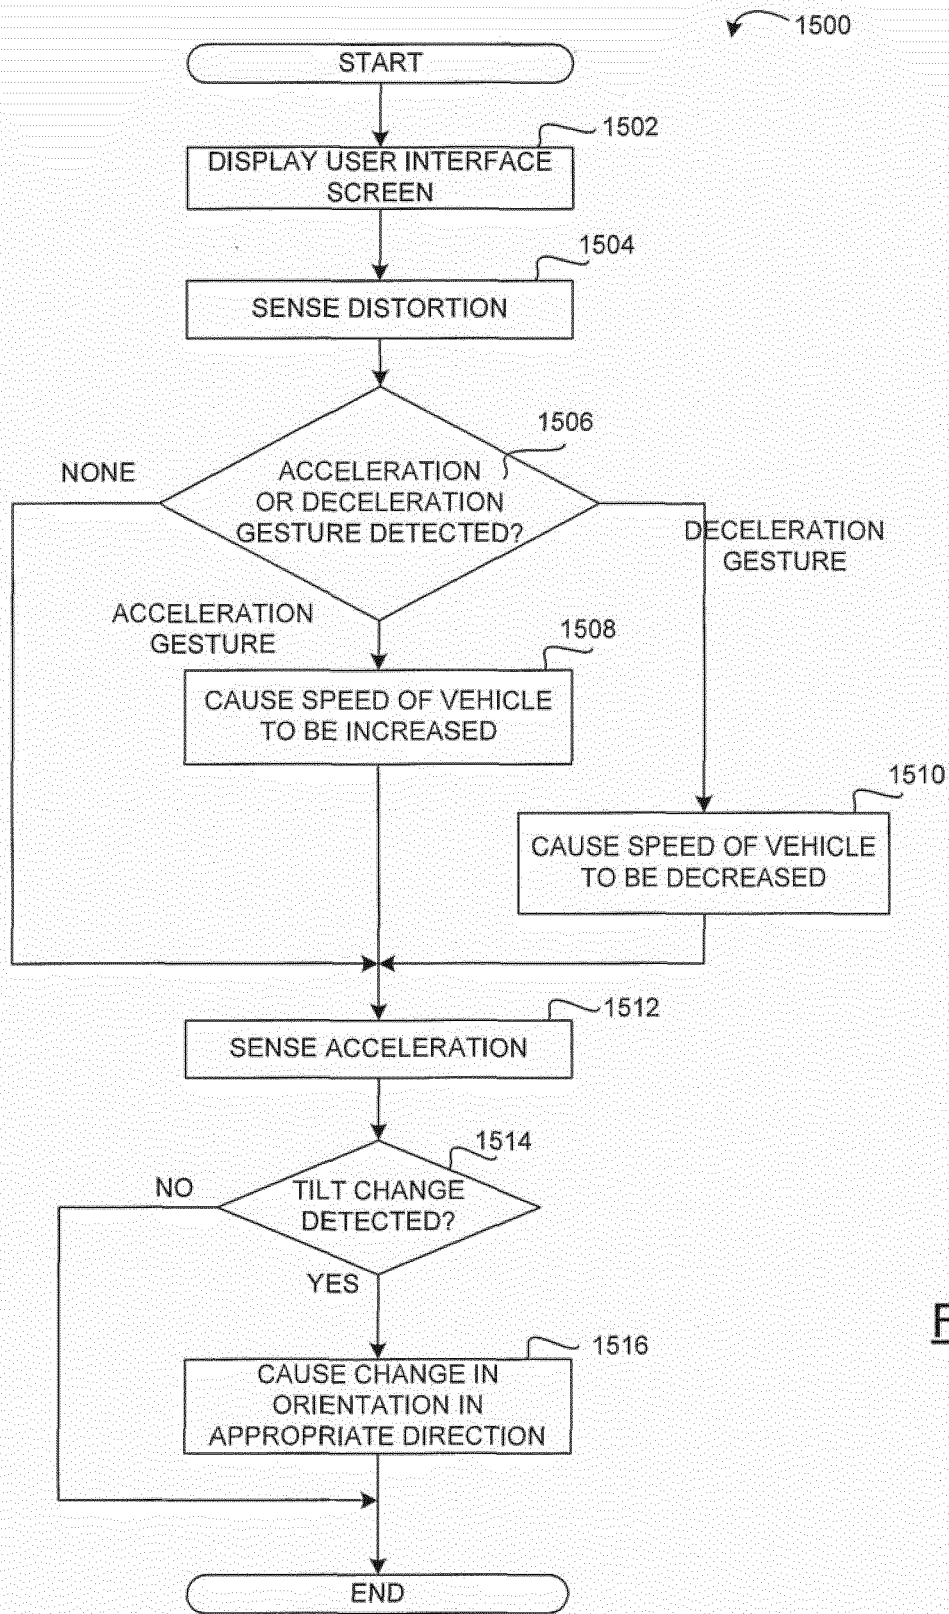 1500
START
1502
DISPLAY USER INTERFACE
SCREEN
1504
SENSE DISTORTION
1506
NONE
ACCELERATION
OR DECELERATION
GESTURE DETECTED?
DECELERATION
GESTURE
ACCELERATION
GESTURE
1508
CAUSE SPEED OF VEHICLE
TO BE INCREASED
1510
CAUSE SPEED OF VEHICLE
TO BE DECREASED
1512
SENSE ACCELERATION
1514
NO
TILT CHANGE
DETECTED?
YES
F
1516
CAUSE CHANGE IN
ORIENTATION IN
APPROPRIATE DIRECTION
END